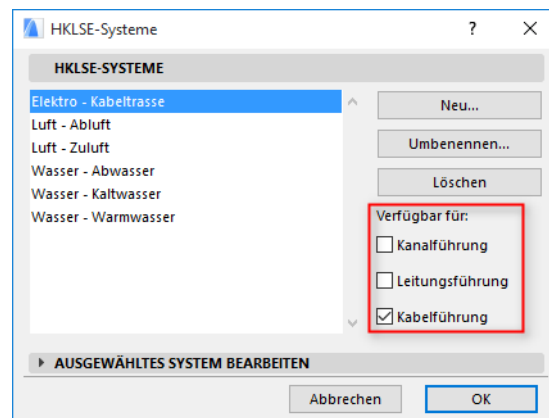 HKLSE-Systeme
?
HKLSE-SYSTEME
Elektro - Kabeltrasse
Luft - Abluft
Luft - Zuluft
Wasser - Abwasser
Wasser - Kaltwasser
Wasser - Warmwasser
Neu...
Umbenennen...
Löschen
Verfügbar für:
Kanalführung
Leitungsführung
Kabelführung
AUSGEWÄHLTES SYSTEM BEARBEITEN
Abbrechen
OK